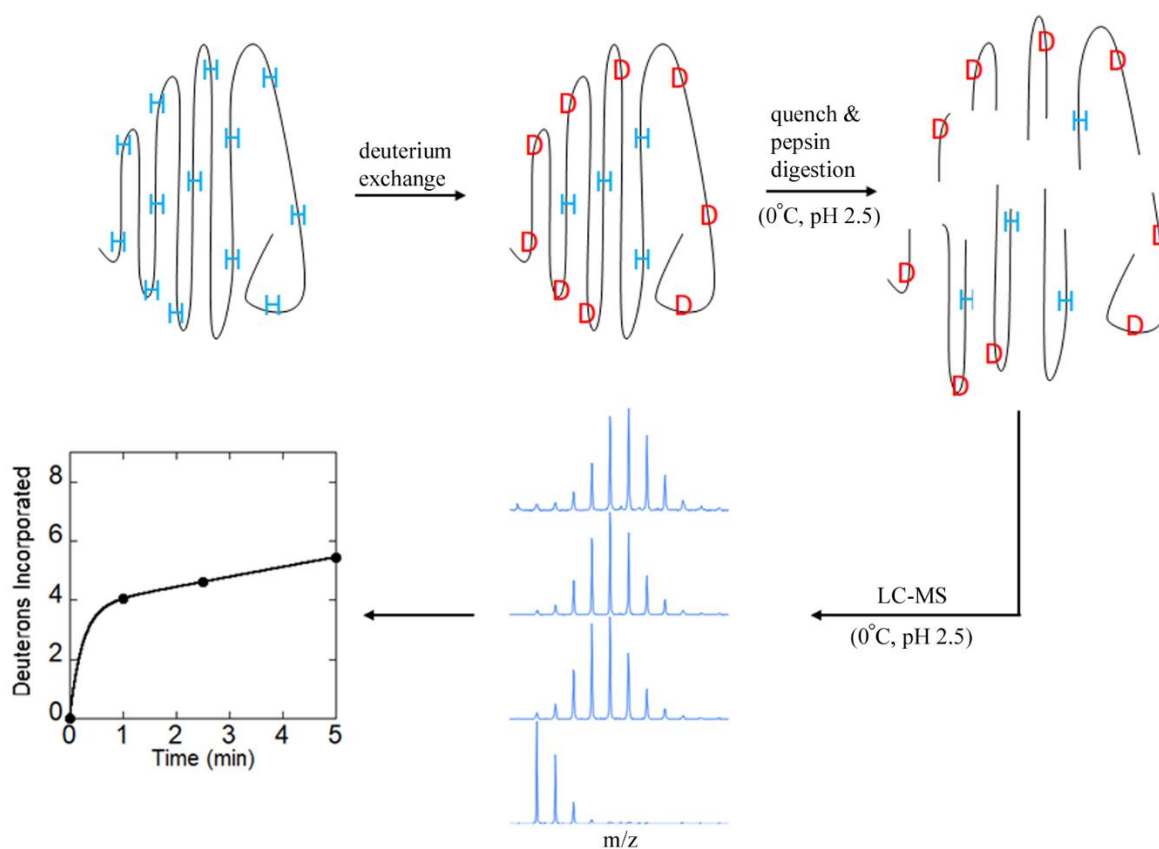 H
H
H
H
H
H
H
H
H
H
H
H
H
deuterium
exchange
D
D
D
H
D
H
H
D
D
H
D
D
D
quench &
pepsin
digestion
(0°C, pH 2.5)
D
D
D
H
D
H
D
D
H
H
D
D
D
LC-MS
(0°C, pH 2.5)
m/z
Deuterons Incorporated
8
6
4
2
0
0 1 2 3 4 5
Time (min)